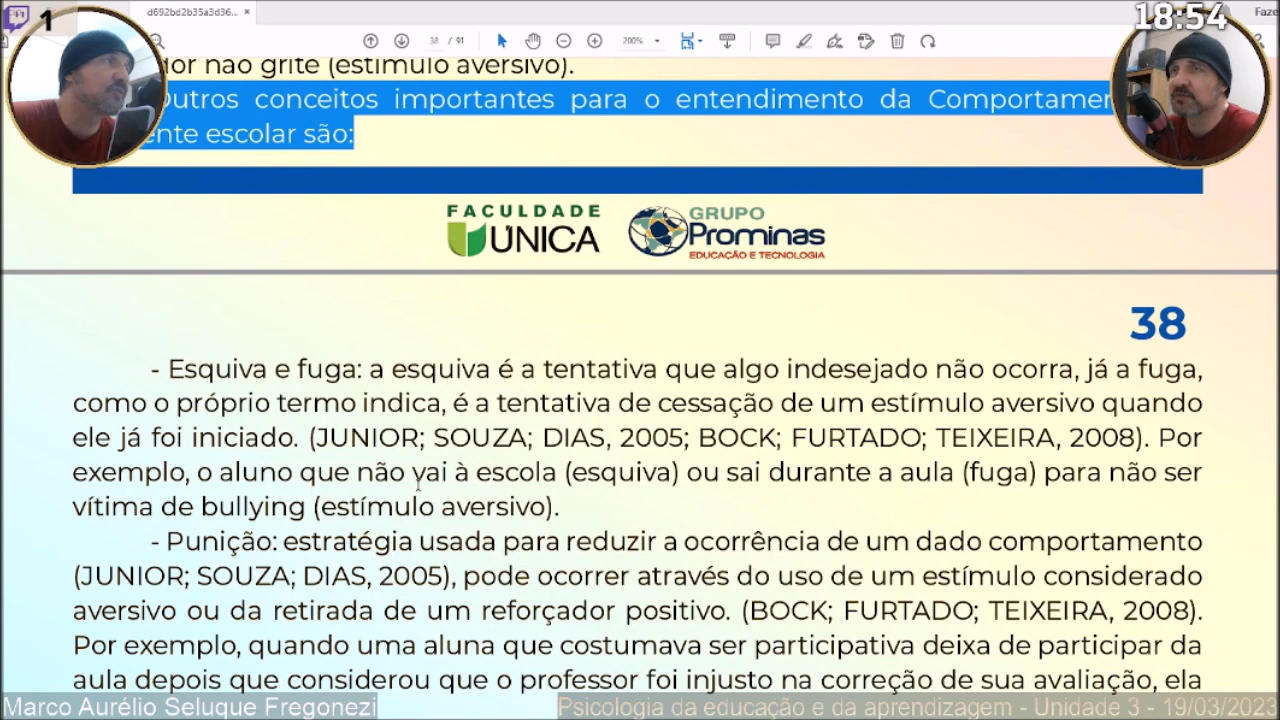 1
d692bd2b35a3d36...
18:54
Faze
38 / 91
200%
dor não grite (estímulo aversivo).
Outros conceitos importantes para o entendimento da
escolar são:
FACULDADE
ÚNICA
GRUPO
Prominas
EDUCAÇÃO E TECNOLOGIA
38
- Esquiva e fuga: a esquiva é a tentativa que algo indesejado não ocorra, já a fuga,
como o próprio termo indica, é a tentativa de cessação de um estímulo aversivo quando
ele já foi iniciado. (JUNIOR; SOUZA; DIAS, 2005; BOCK; FURTADO; TEIXEIRA, 2008). Por
exemplo, o aluno que não vai à escola (esquiva) ou sai durante a aula (fuga) para não ser
vítima de bullying (estímulo aversivo).
- Punição: estratégia usada para reduzir a ocorrência de um dado comportamento
(JUNIOR; SOUZA; DIAS, 2005), pode ocorrer através do uso de um estímulo considerado
aversivo ou da retirada de um reforçador positivo. (BOCK; FURTADO; TEIXEIRA, 2008).
Por exemplo, quando uma aluna que costumava ser participativa deixa de participar da
aula depois que considerou que o professor foi injusto na correção de sua avaliação, ela
Marco Aurélio Seluque Fregonezi
Psicologia da educação e da aprendizagem - Unidade 3 - 19/03/2023